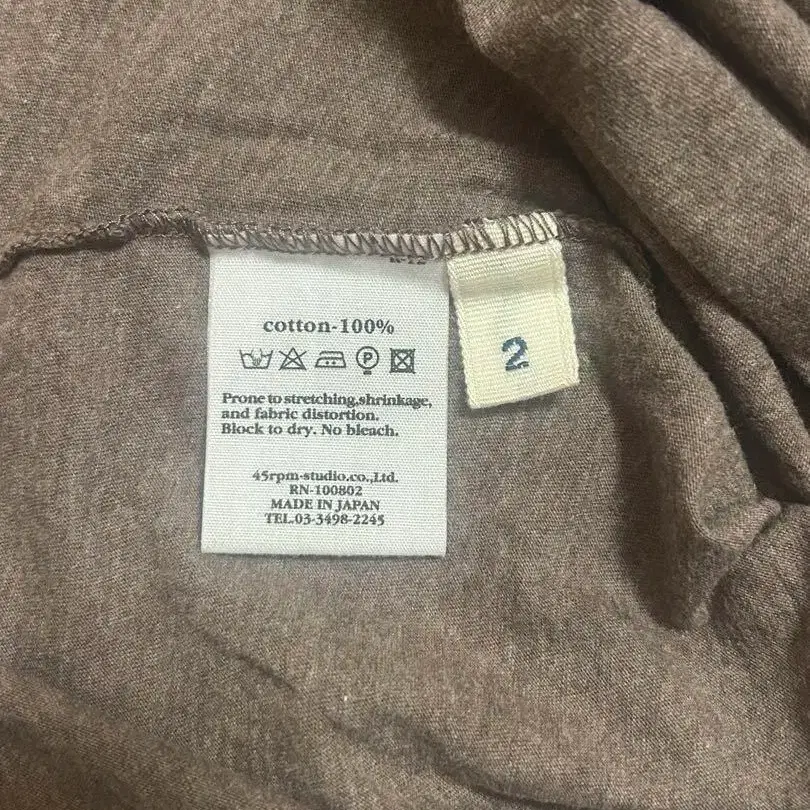 cotton-100%
P
Prone to stretching,shrinkage,
and fabric distortion.
Block to dry. No bleach.
45rpm-studio.co.,Ltd.
RN-100802
MADE IN JAPAN
TEL.03-3498-2245
2